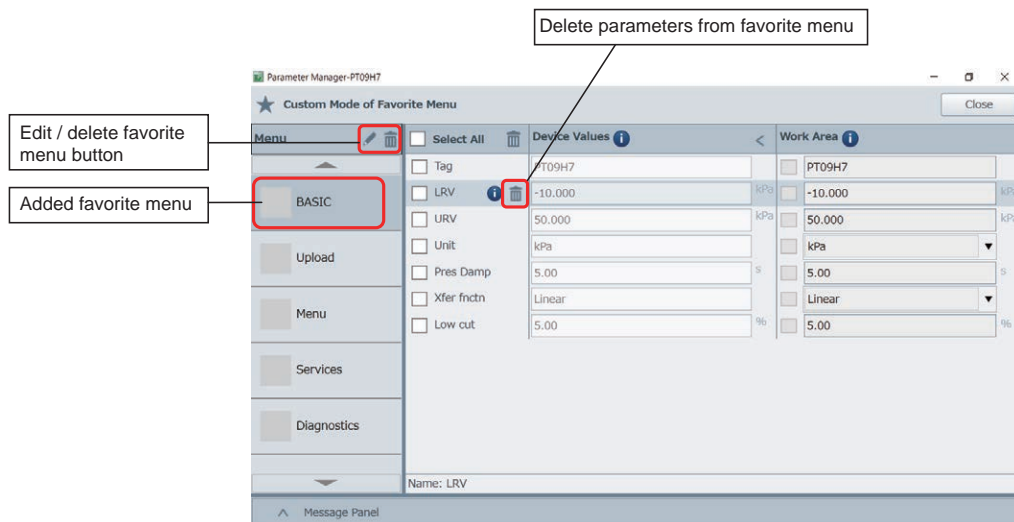 Delete parameters from favorite menu
Parameter Manager-PT09H7
Custom Mode of Favorite Menu
Close
Edit / delete favorite
menu button
Menu
Select All
Device Values
<
Work Area
Added favorite menu
Tag
PT09H7
PT09H7
LRV
-10.000
kPa
-10.000
kPa
URV
50.000
kPa
50.000
kPa
Unit
kPa
kPa
Pres Damp
5.00
s
5.00
s
Xfer fnctn
Linear
Linear
Low cut
5.00
%
5.00
%
BASIC
Upload
Menu
Services
Diagnostics
Name: LRV
Message Panel